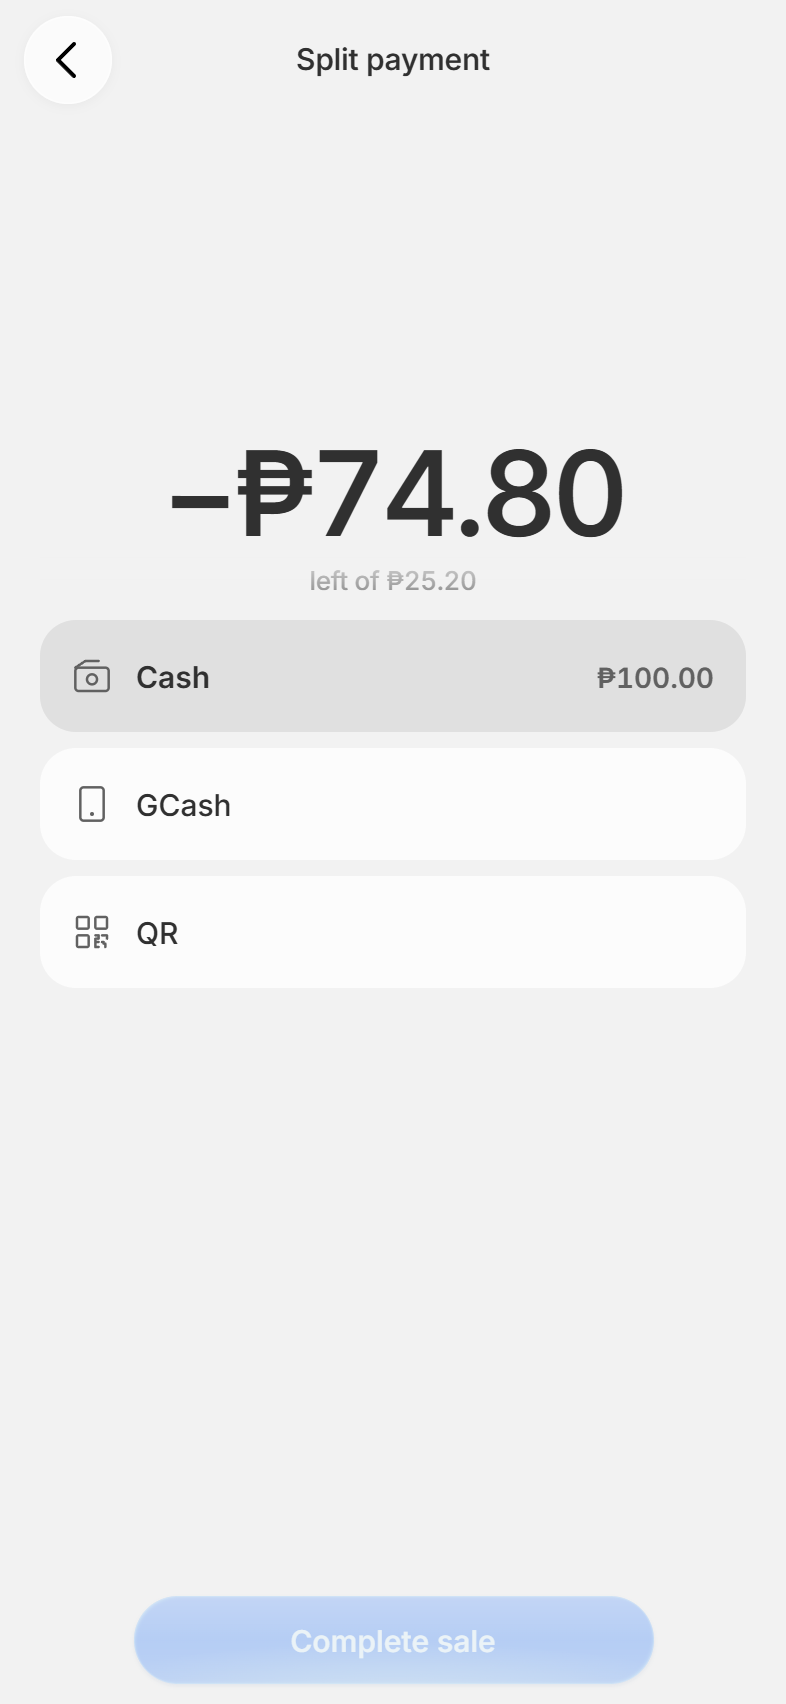 Split payment
–₱74.80
left of ₱25.20
Cash ₱100.00
GCash
QR
Complete sale